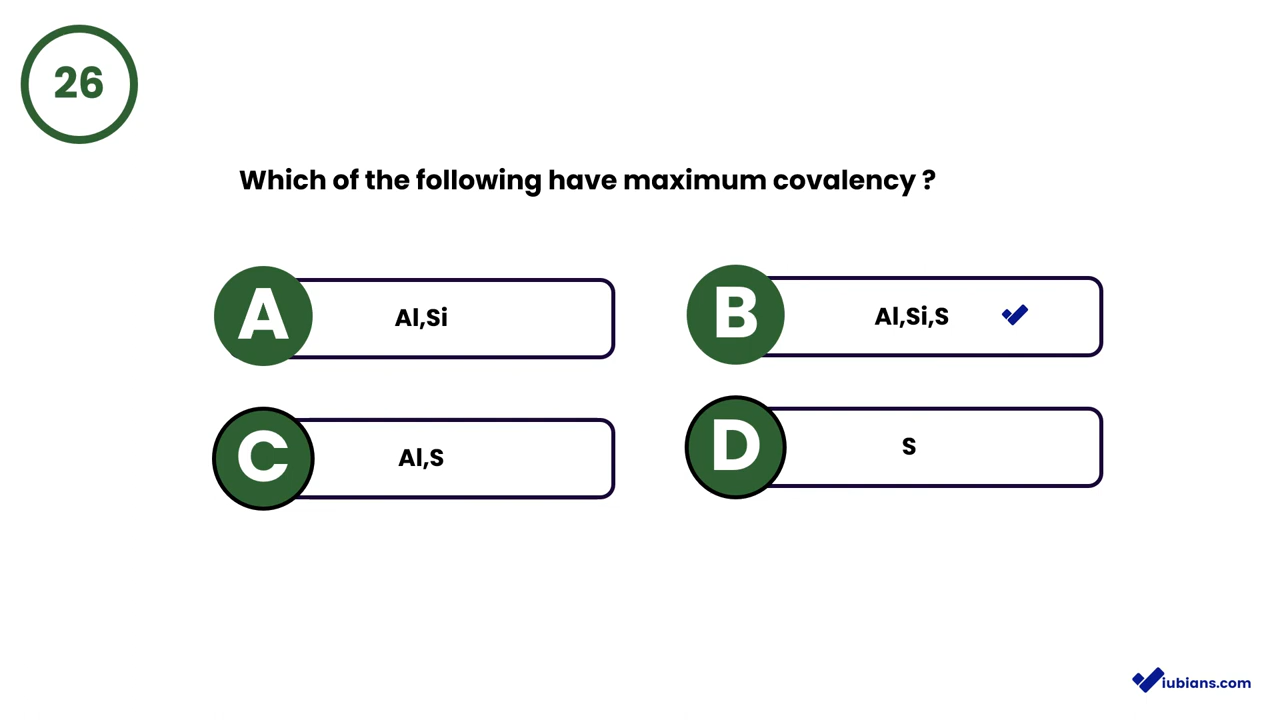 26
Which of the following have maximum covalency ?
A
Al,Si
B
Al,Si,S
C
Al,S
D
S
iubians.com